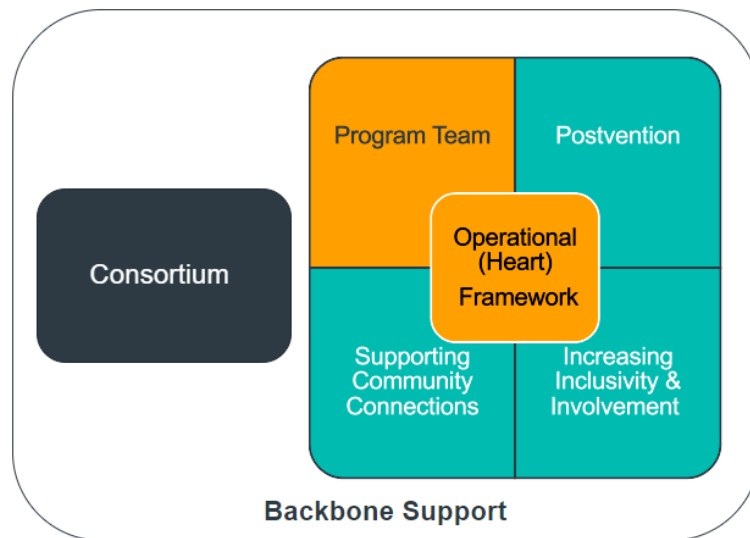 Program Team
Postvention
Consortium
Operational
(Heart)
Framework
Supporting
Community
Connections
Increasing
Inclusivity &
Involvement
Backbone Support